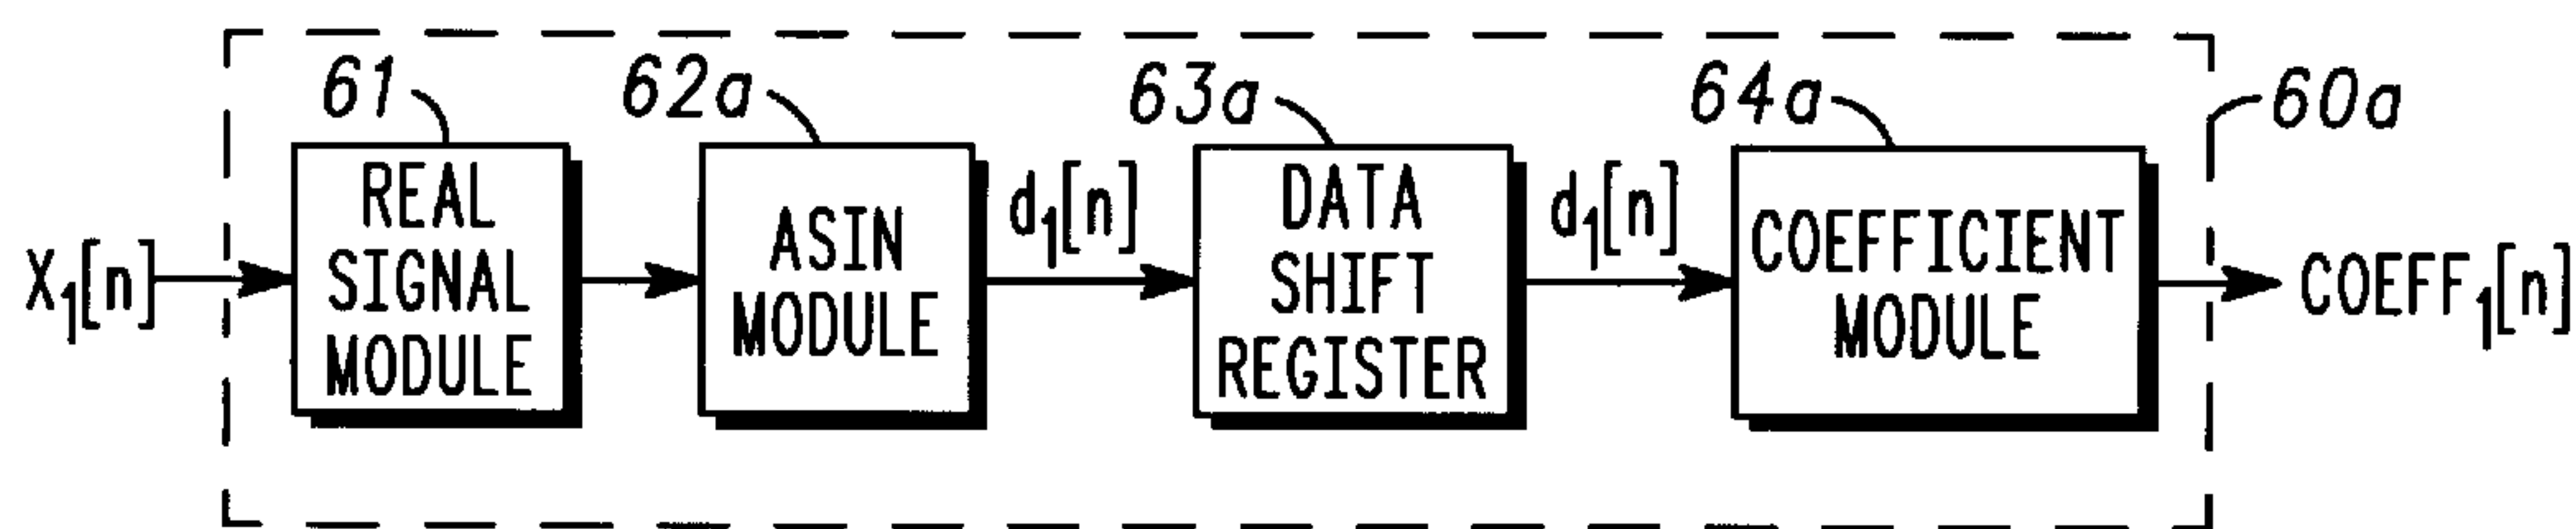 61
62a
63a
64a
60a
X₁[n]
REAL
SIGNAL
MODULE
ASIN
MODULE
d₁[n]
DATA
SHIFT
REGISTER
d₁[n]
COEFFICIENT
MODULE
COEFF₁[n]